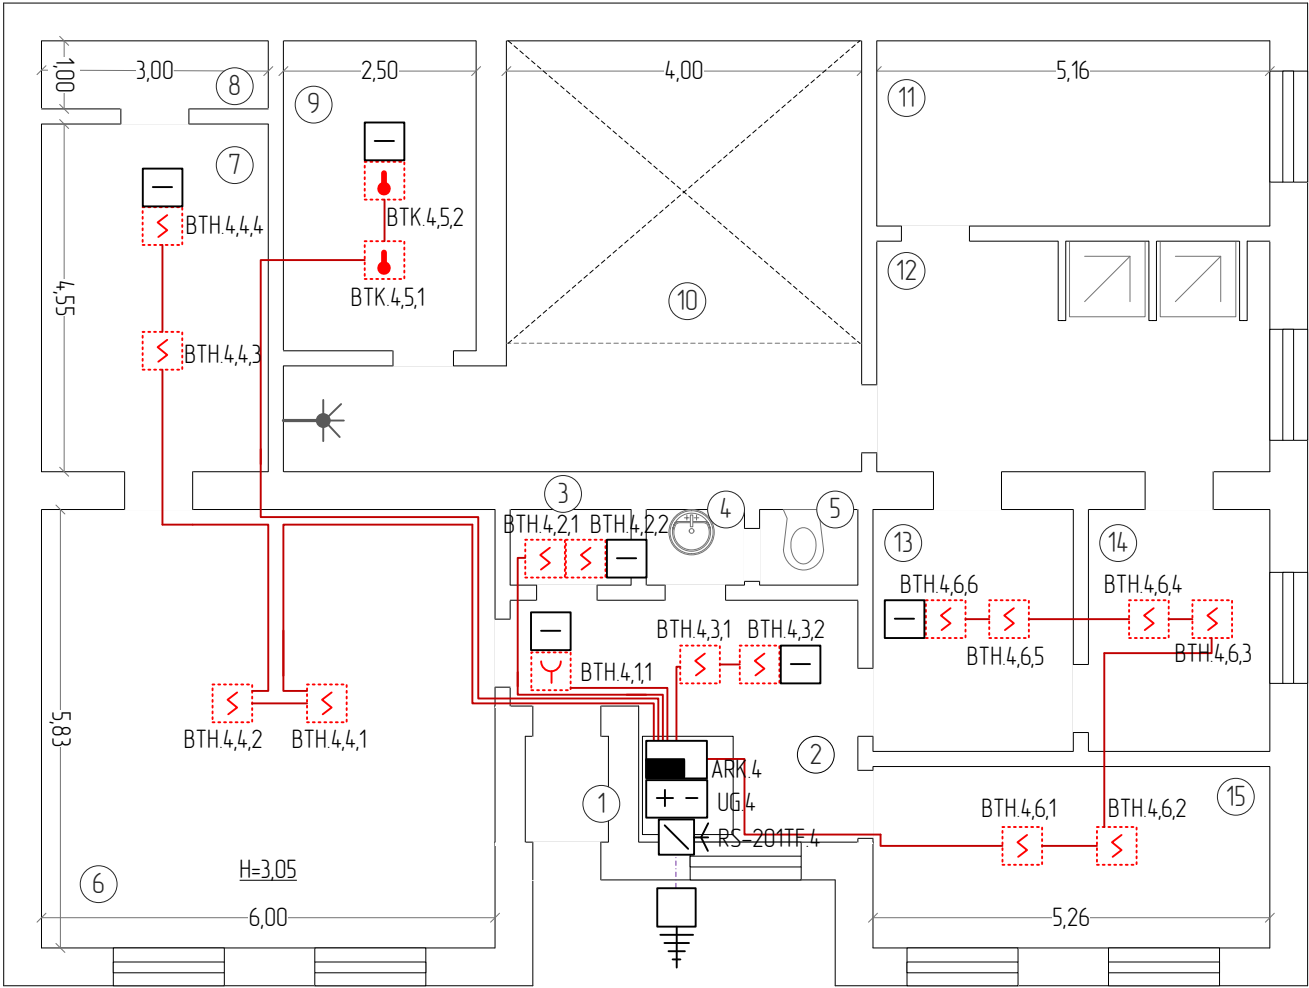 3,00
2,50
4,00
5,16
1,00
8
9
11
7
BTH.4,4,4
BTK.4,5,2
12
4,55
BTK.4,5,1
10
BTH.4,4,3
3
4
5
BTH.4,2,1
BTH.4,2,2
13
14
BTH.4,6,6
BTH.4,6,4
BTH.4,3,1
BTH.4,3,2
BTH.4,6,5
BTH.4,6,3
BTH.4,1,1
5,83
BTH.4,4,2
BTH.4,4,1
2
ARK.4
+ -
UG.4
1
15
BTH.4,6,1
BTH.4,6,2
RS-201TF.4
H=3,05
6
6,00
5,26